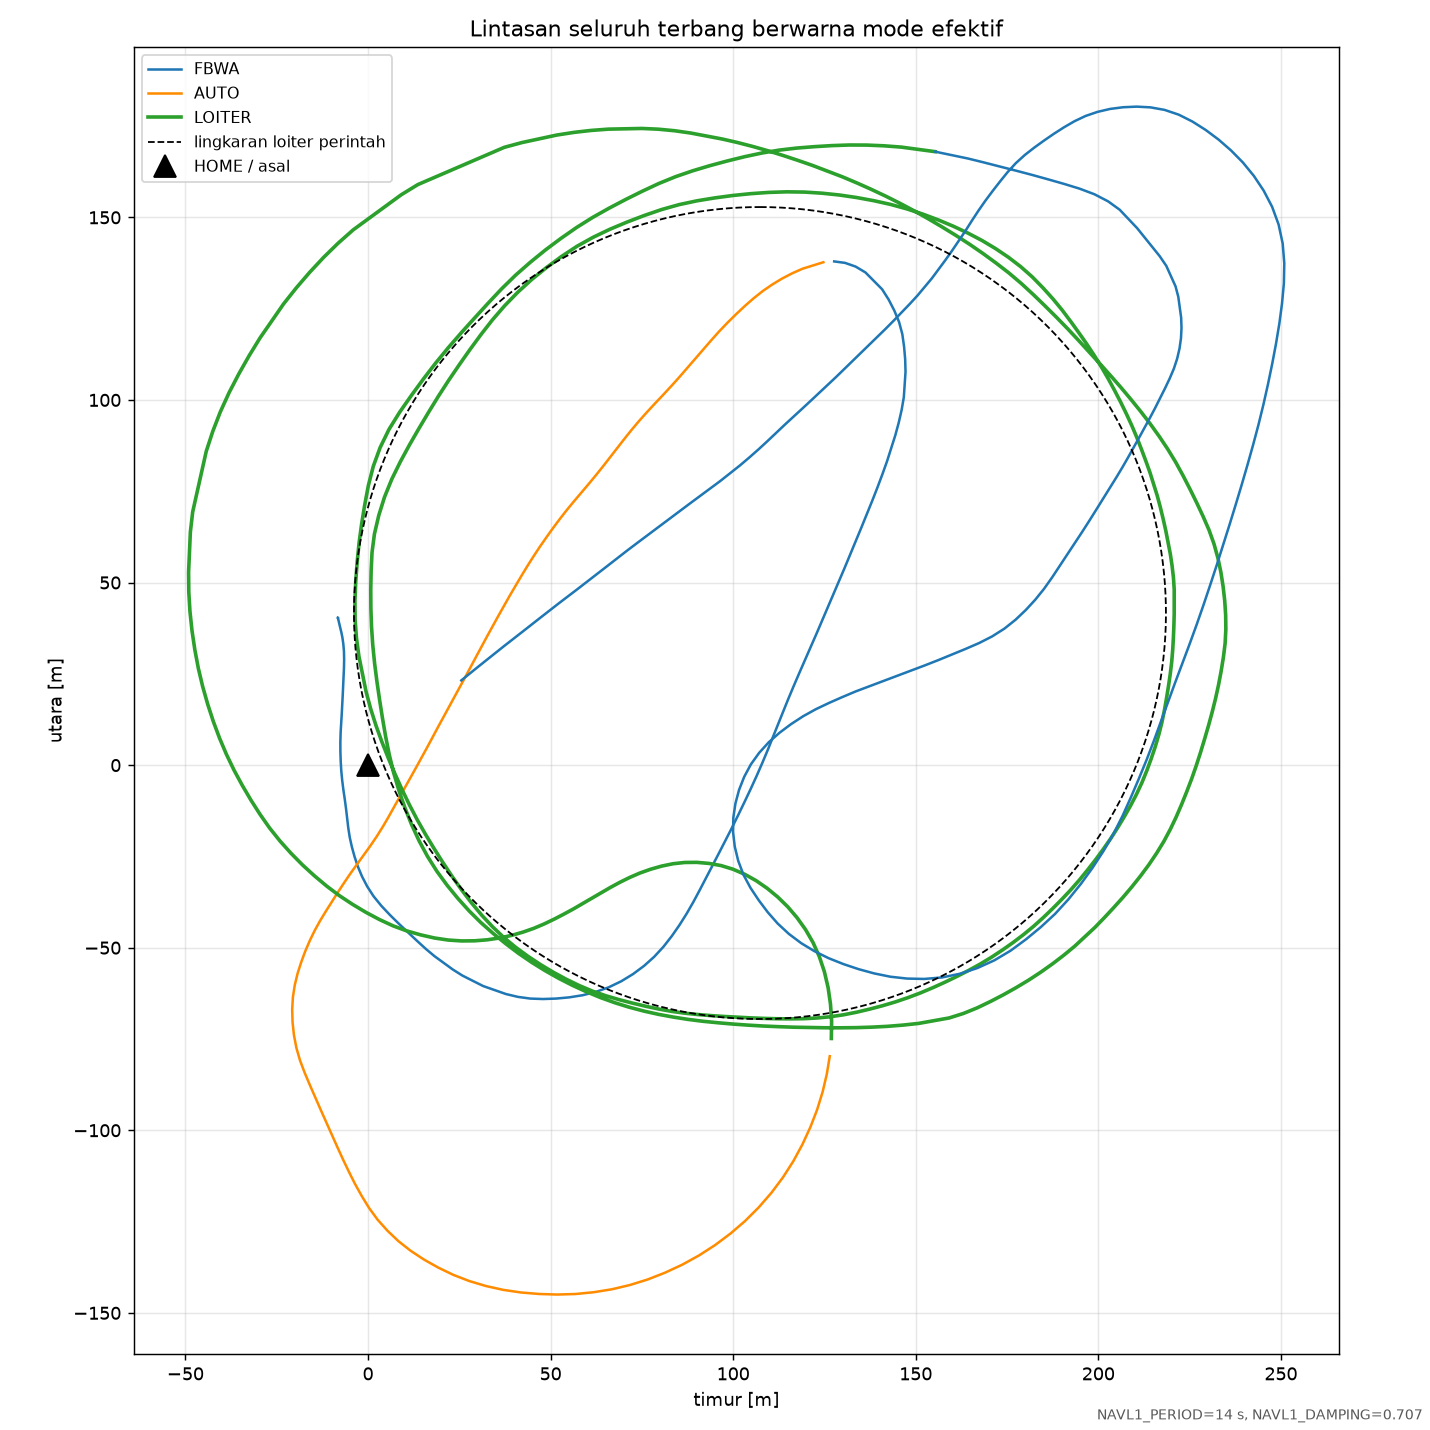 Lintasan seluruh terbang berwarna mode efektif
FBWA
AUTO
LOITER
lingkaran loiter perintah
HOME / asal
utara [m]
150
100
50
0
−50
−100
−150
−50
0
50
100
150
200
250
timur [m]
NAVL1_PERIOD=14 s, NAVL1_DAMPING=0.707